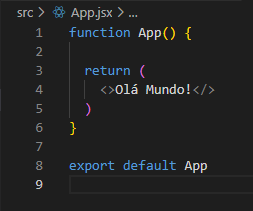 src > App.jsx > ...
1 function App() {
2
3   return (
4     <>Olá Mundo!</>
5   )
6 }
7
8 export default App
9